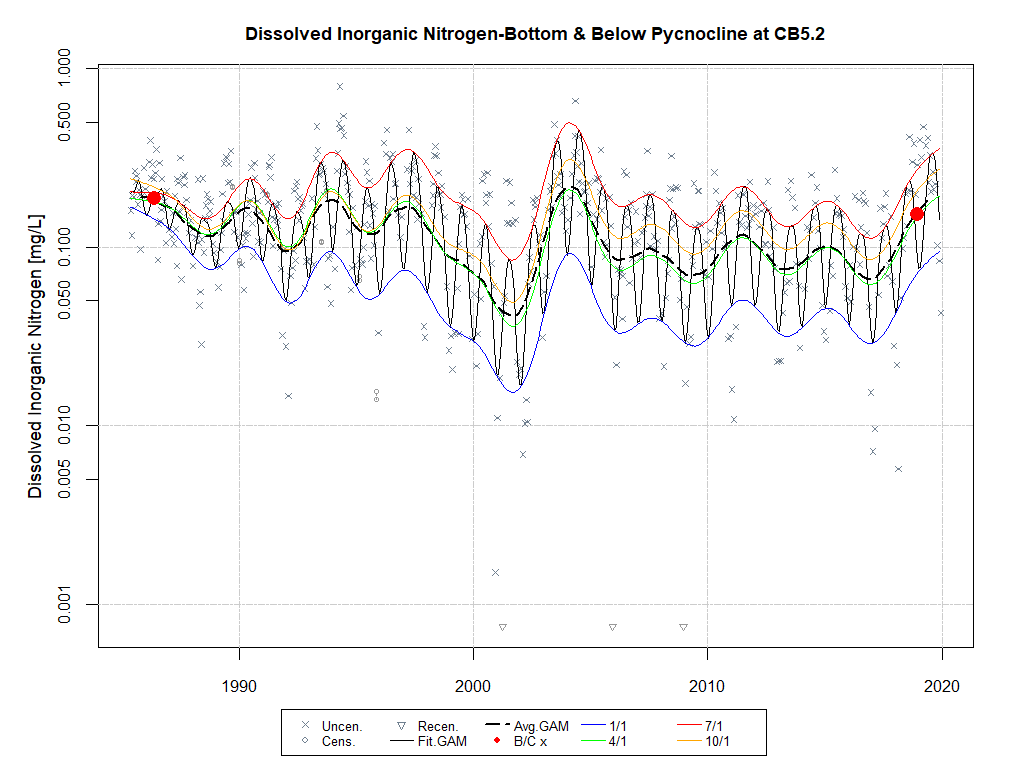 Dissolved Inorganic Nitrogen-Bottom & Below Pycnocline at CB5.2
Dissolved Inorganic Nitrogen [mg/L]
1.000
0.500
0.100
0.050
0.010
0.005
0.001
1990 2000 2010 2020
Uncen. Recen. Avg.GAM 1/1 7/1
Cens. Fit.GAM B/C x 4/1 10/1